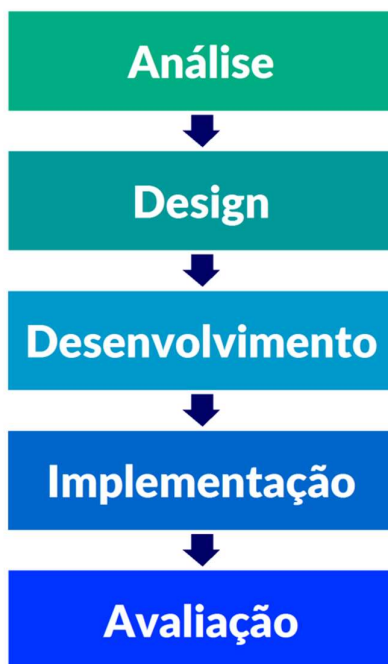 Análise
Design
Desenvolvimento
Implementação
Avaliação